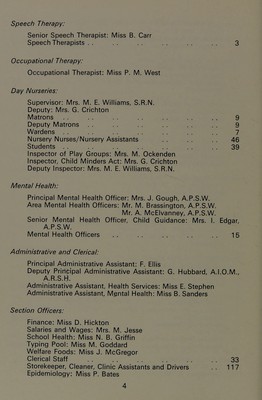 Speech Therapy:
Senior Speech Therapist: Miss B. Carr
Speech Therapists . . . . . . . . . . 3
Occupational Therapy:
Occupational Therapist: Miss P. M. West
Day Nurseries:
Supervisor: Mrs. M. E. Williams, S.R.N.
Deputy: Mrs. G. Crichton
Matrons . . . . . . . . . . 9
Deputy Matrons . . . . . . . . . . 9
Wardens . . . . . . . . . . 7
Nursery Nurses/Nursery Assistants . . . . . . 46
Students . . . . . . . . . . 39
Inspector of Play Groups: Mrs. M. Ockenden
Inspector, Child Minders Act: Mrs. G. Crichton
Deputy Inspector: Mrs. M. E. Williams, S.R.N.
Mental Health:
Principal Mental Health Officer: Mrs. J. Gough, A.P.S.W.
Area Mental Health Officers: Mr. M. Brassington, A.P.S.W.
Mr. A. McElvanney, A.P.S.W.
Senior Mental Health Officer, Child Guidance: Mrs. I. Edgar,
A.P.S.W.
Mental Health Officers . . . . . . . . 15
Administrative and Clerical:
Principal Administrative Assistant: F. Ellis
Deputy Principal Administrative Assistant: G. Hubbard, A.I.O.M.,
A.R.S.H.
Administrative Assistant, Health Services: Miss E. Stephen
Administrative Assistant, Mental Health: Miss B. Sanders
Section Officers:
Finance: Miss D. Hickton
Salaries and Wages: Mrs. M. Jesse
School Health: Miss N. B. Griffin
Typing Pool: Miss M. Goddard
Welfare Foods: Miss J. McGregor
Clerical Staff . . . . . . . . . . 33
Storekeeper, Cleaner, Clinic Assistants and Drivers . . 117
Epidemiology: Miss P. Bates
4